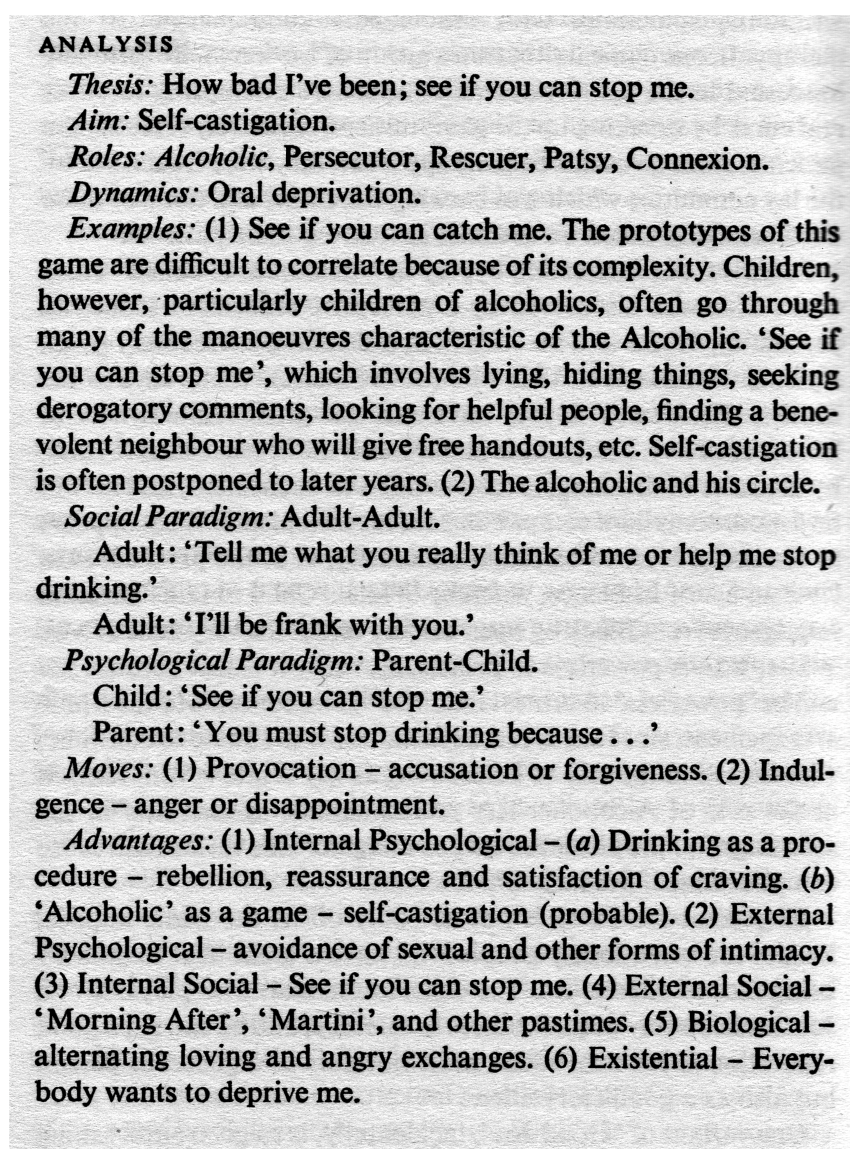 ANALYSIS
Thesis: How bad I've been; see if you can stop me.
Aim: Self-castigation.
Roles: Alcoholic, Persecutor, Rescuer, Patsy, Connexion.
Dynamics: Oral deprivation.
Examples: (1) See if you can catch me. The prototypes of this
game are difficult to correlate because of its complexity. Children,
however, particularly children of alcoholics, often go through
many of the manoeuvres characteristic of the Alcoholic. ‘See if
you can stop me’, which involves lying, hiding things, seeking
derogatory comments, looking for helpful people, finding a bene-
volent neighbour who will give free handouts, etc. Self-castigation
is often postponed to later years. (2) The alcoholic and his circle.
Social Paradigm: Adult-Adult.
Adult: ‘Tell me what you really think of me or help me stop
drinking.’
Adult: ‘I'll be frank with you.’
Psychological Paradigm: Parent-Child.
Child: ‘See if you can stop me.’
Parent: ‘You must stop drinking because . . .’
Moves: (1) Provocation – accusation or forgiveness. (2) Indul-
gence – anger or disappointment.
Advantages: (1) Internal Psychological – (a) Drinking as a pro-
cedure – rebellion, reassurance and satisfaction of craving. (b)
‘Alcoholic’ as a game – self-castigation (probable). (2) External
Psychological – avoidance of sexual and other forms of intimacy.
(3) Internal Social – See if you can stop me. (4) External Social –
‘Morning After’, ‘Martini’, and other pastimes. (5) Biological –
alternating loving and angry exchanges. (6) Existential – Every-
body wants to deprive me.